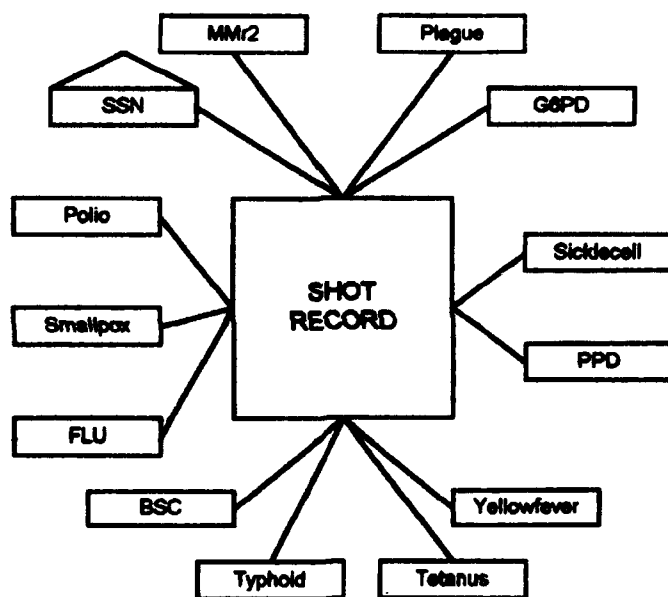 MMr2
Plague
SSN
G6PD
Polio
Sicklecell
SHOT
RECORD
Smallpox
PPD
FLU
BSC
Yellowfever
Typhoid
Tetanus